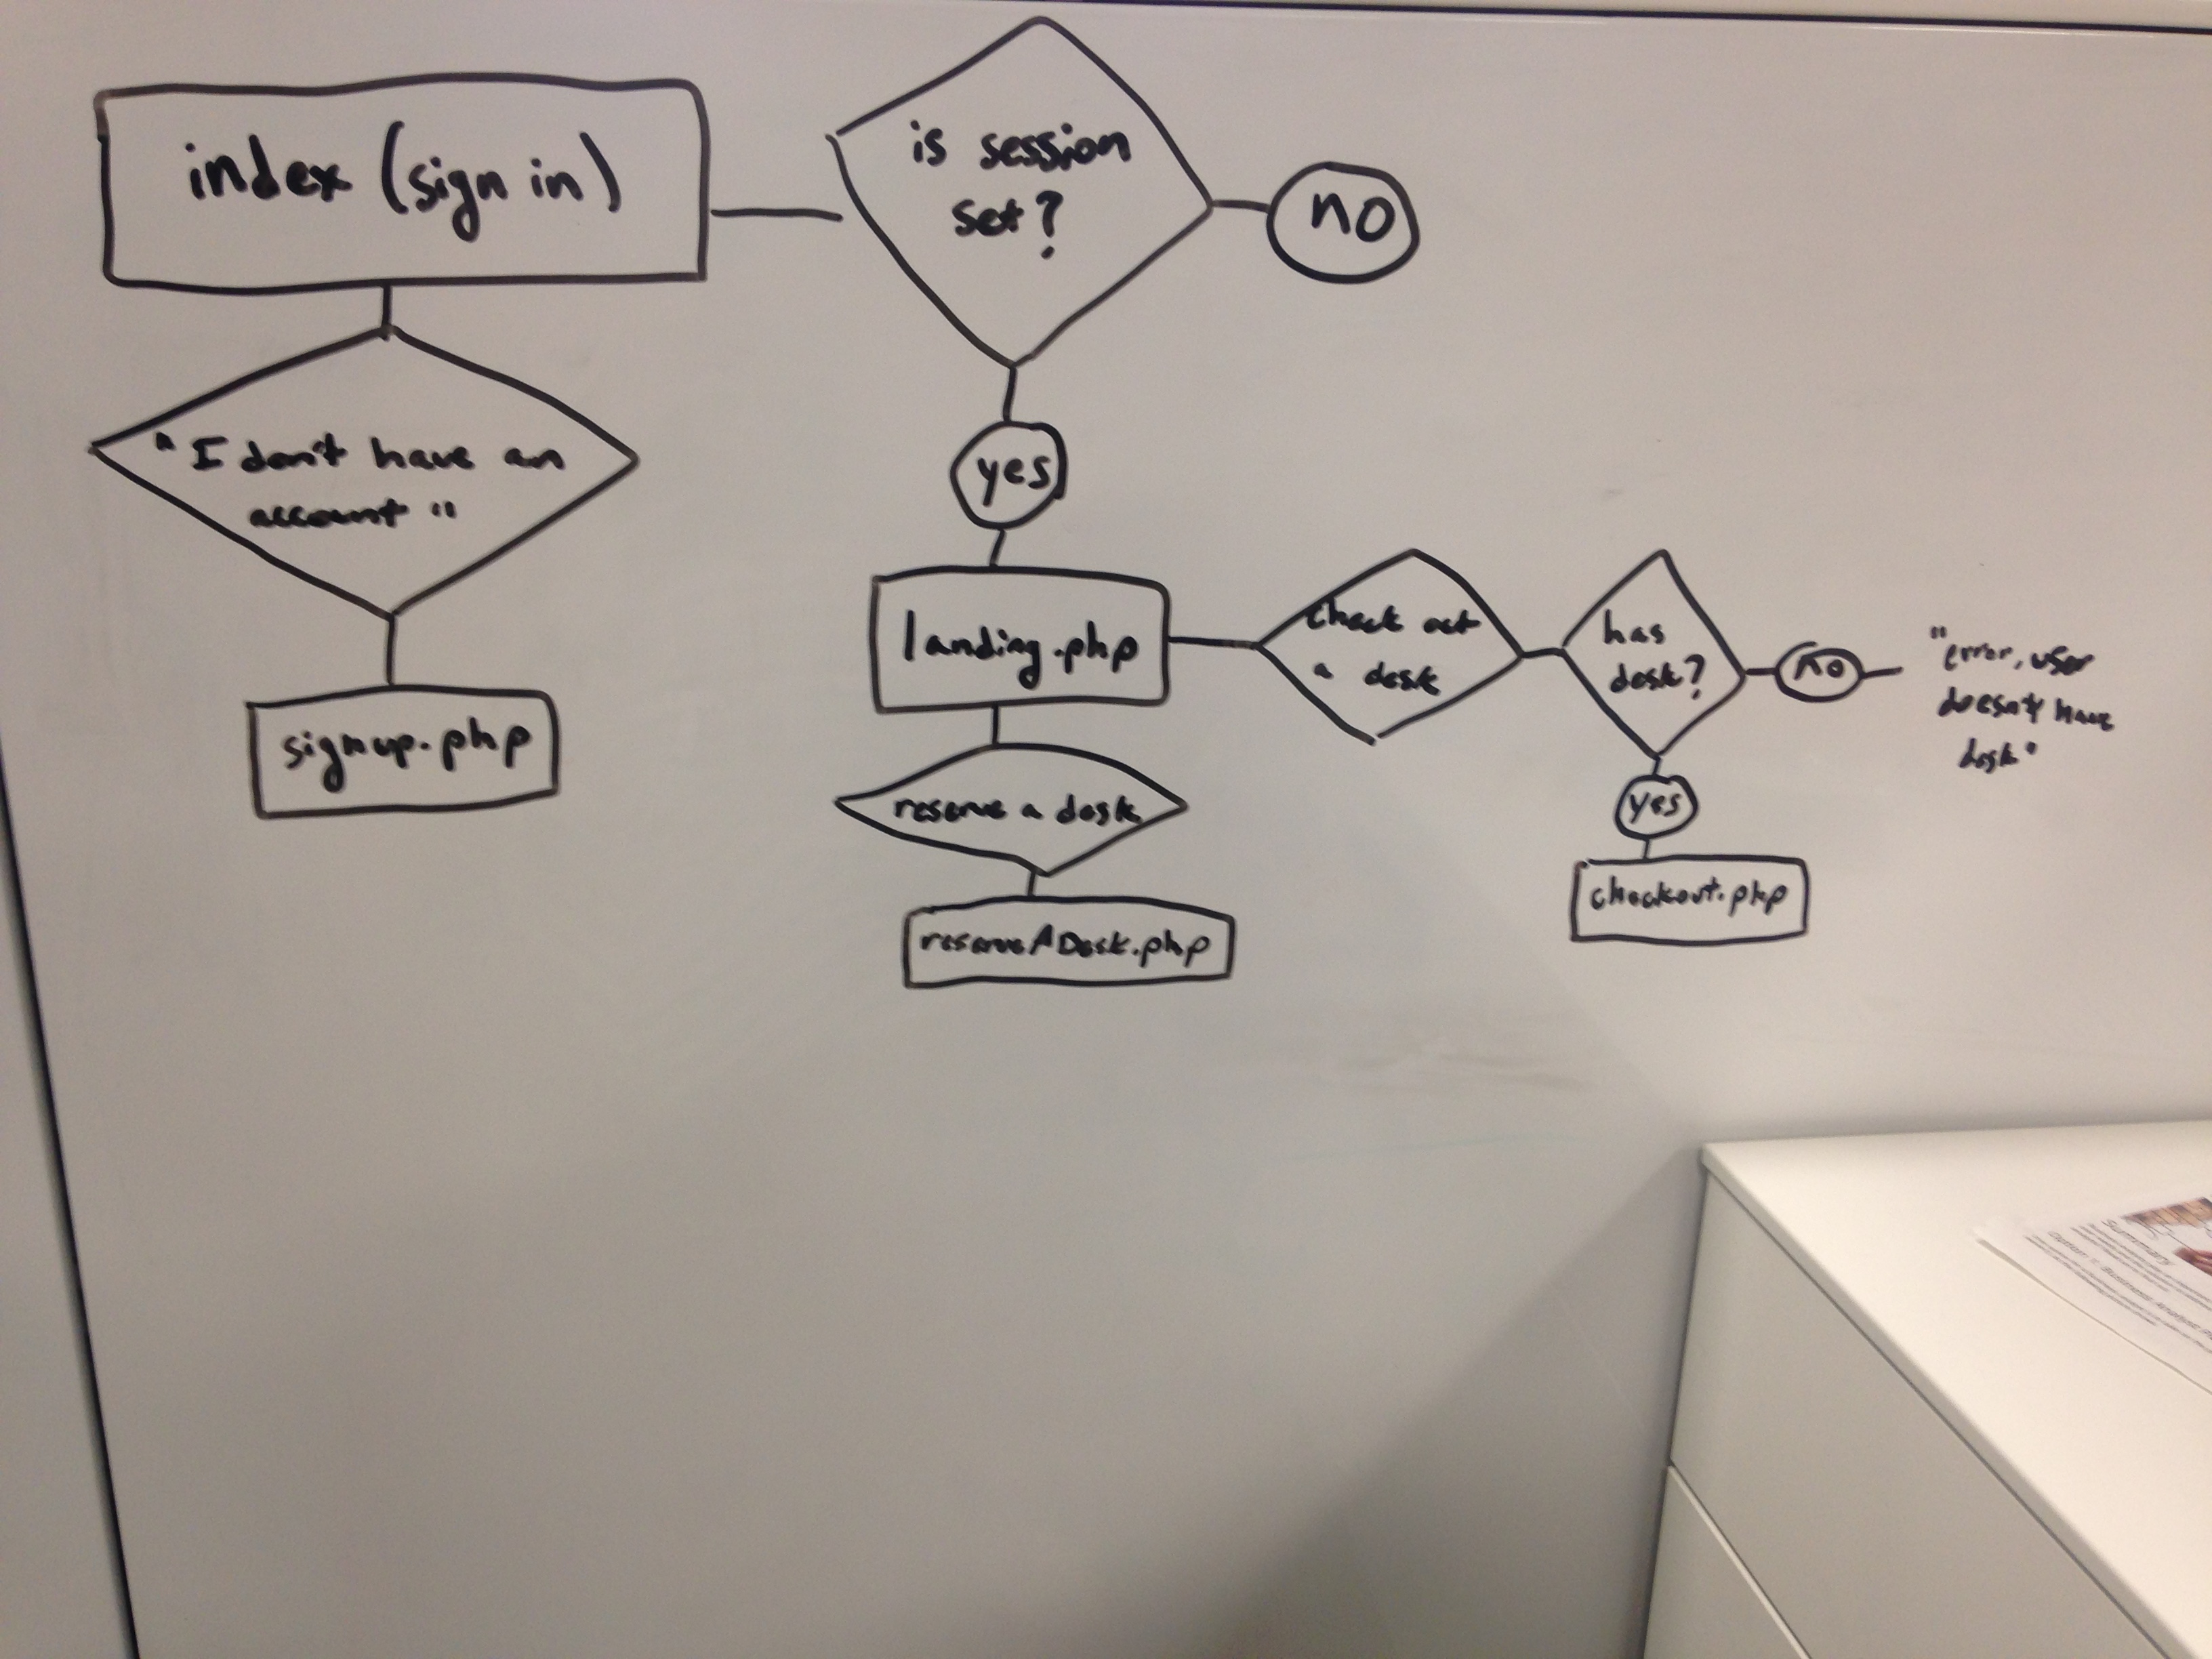 index (sign in)
is session
set?
no
"I don't have an
account"
yes
signup.php
landing.php
check out
a desk
has
desk?
no
"error, user
doesn't have
desk"
reserve a desk
yes
reserveADesk.php
checkout.php
Summary